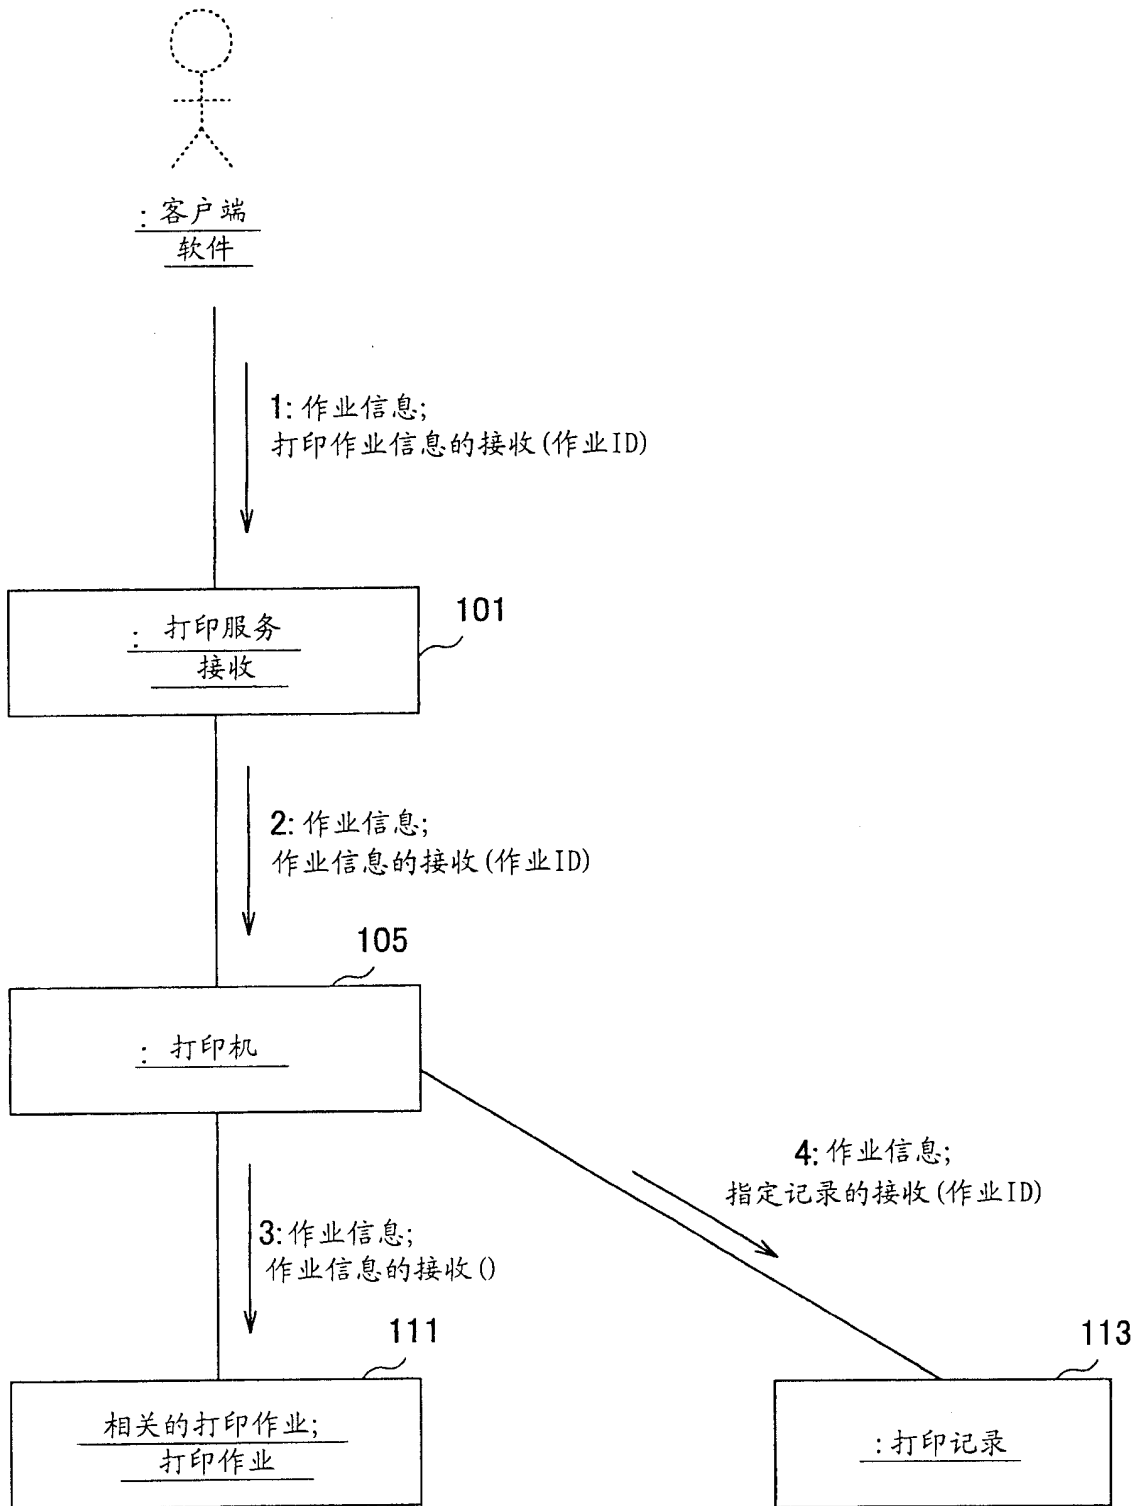 :客户端
软件
1:作业信息;
打印作业信息的接收(作业ID)
101
: 打印服务
接收
2:作业信息;
作业信息的接收(作业ID)
105
: 打印机
4:作业信息;
指定记录的接收(作业ID)
3:作业信息;
作业信息的接收()
111
113
相关的打印作业;
打印作业
:打印记录